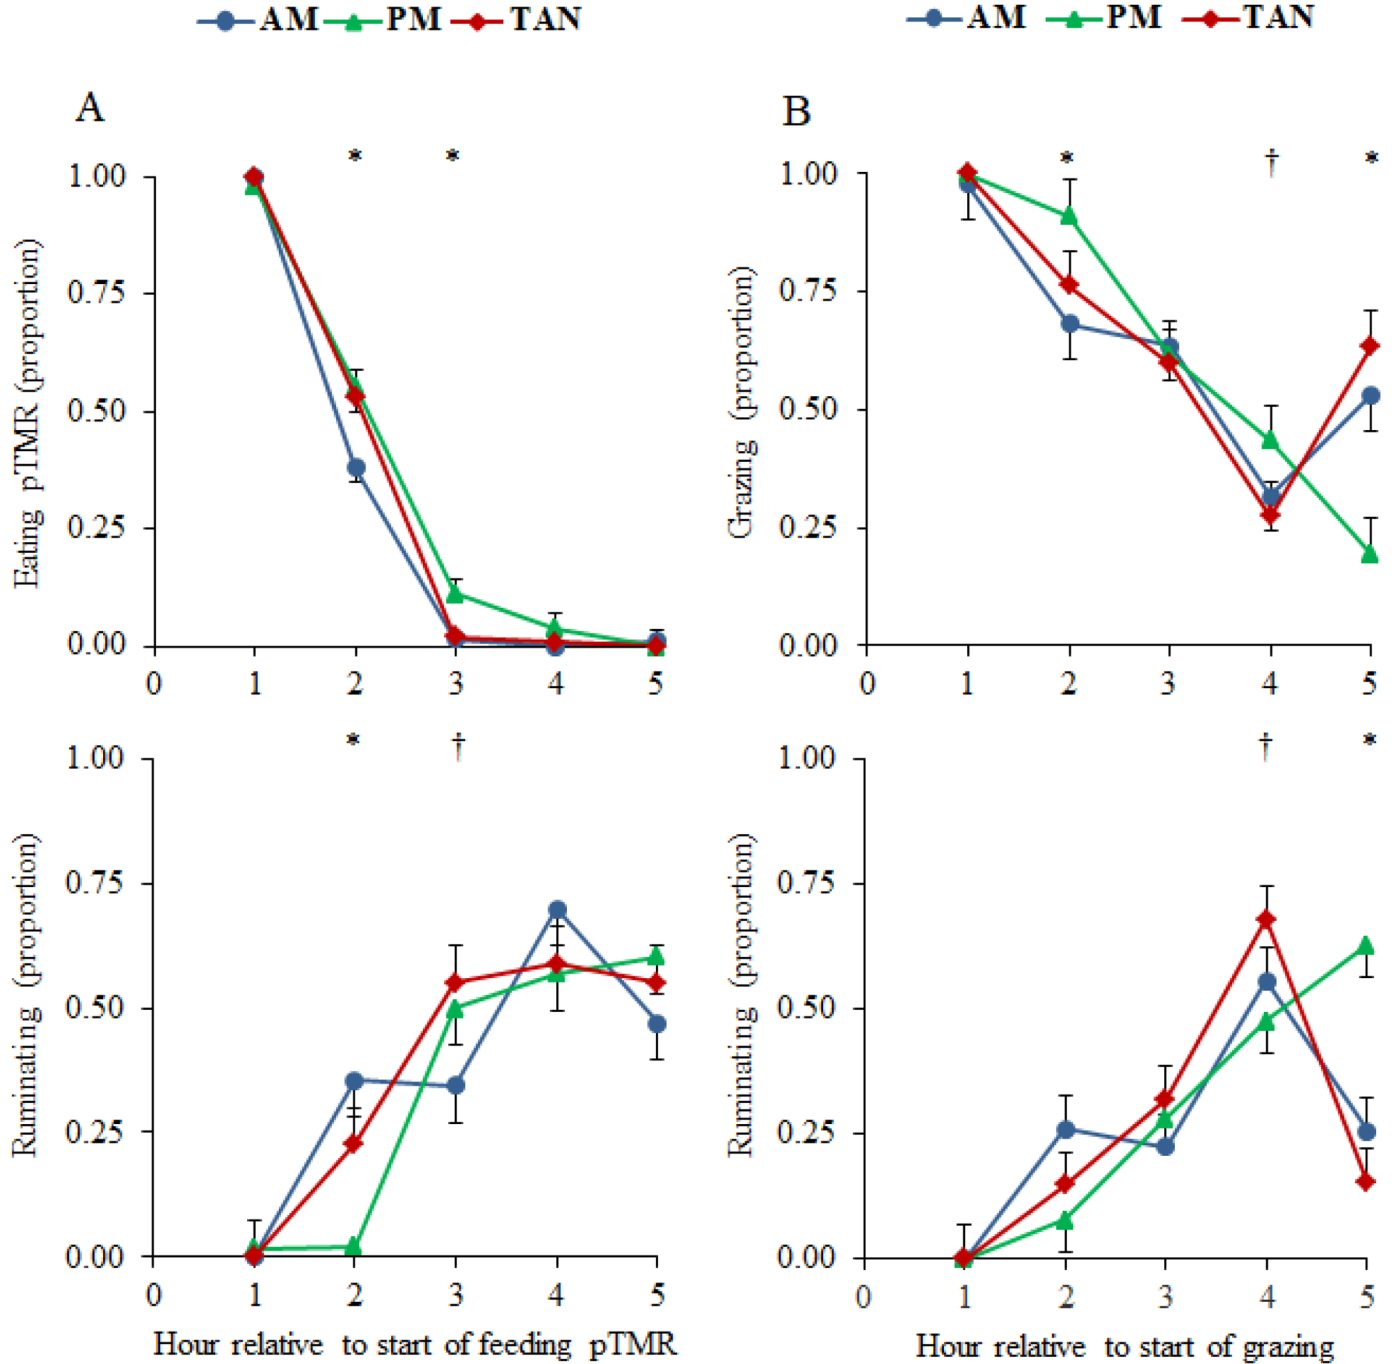 AM PM TAN
AM PM TAN
A
* *
1.00
0.75
0.50
0.25
0.00
Eating pTMR (proportion)
0 1 2 3 4 5
B
* † *
1.00
0.75
0.50
0.25
0.00
Grazing (proportion)
0 1 2 3 4 5
* †
1.00
0.75
0.50
0.25
0.00
Ruminating (proportion)
0 1 2 3 4 5
Hour relative to start of feeding pTMR
† *
1.00
0.75
0.50
0.25
0.00
Ruminating (proportion)
0 1 2 3 4 5
Hour relative to start of grazing